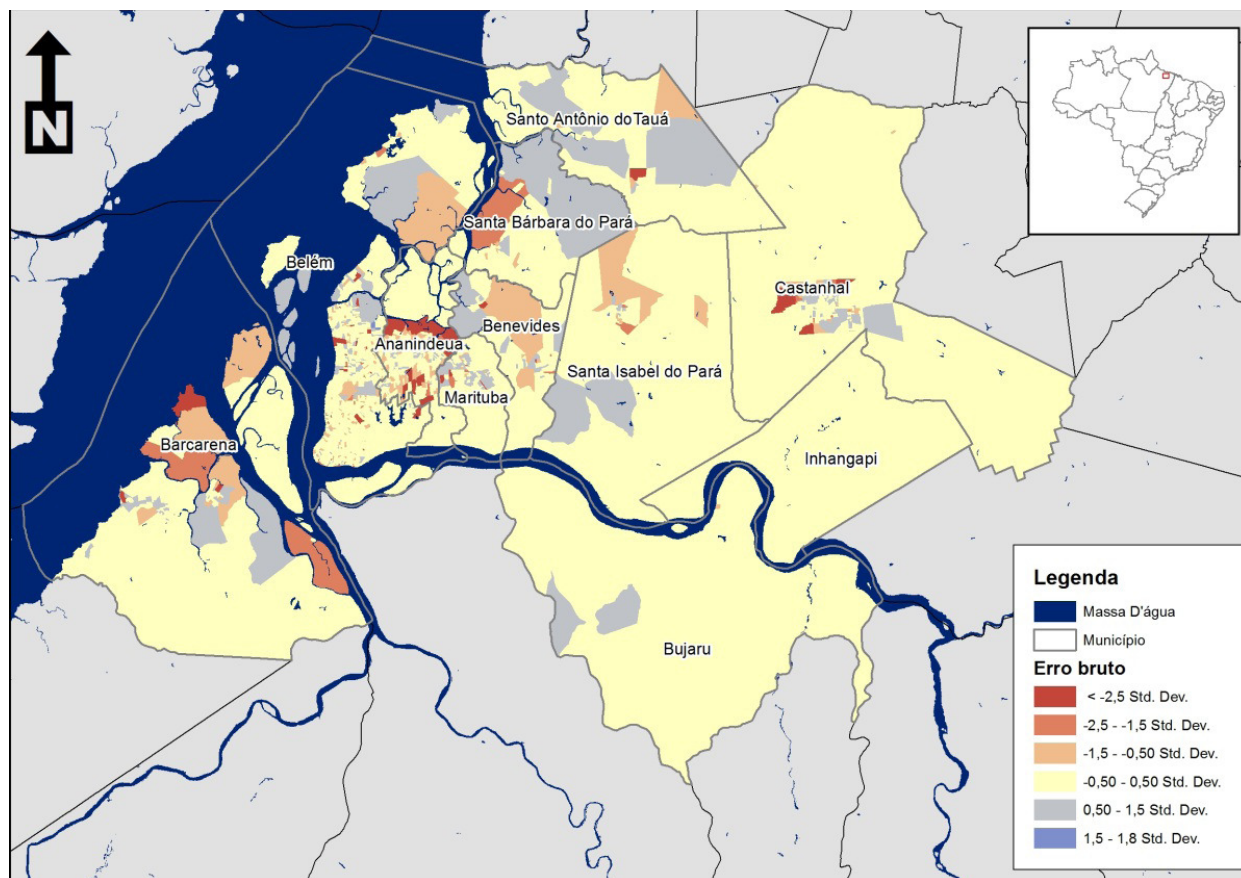 N
Santo Antônio do Tauá
Santa Bárbara do Pará
Belém
Castanhal
Benevides
Ananindeua
Santa Isabel do Pará
Marituba
Barcarena
Inhangapi
Bujaru
Legenda
Massa D'água
Município
Erro bruto
< -2,5 Std. Dev.
-2,5 - -1,5 Std. Dev.
-1,5 - -0,50 Std. Dev.
-0,50 - 0,50 Std. Dev.
0,50 - 1,5 Std. Dev.
1,5 - 1,8 Std. Dev.